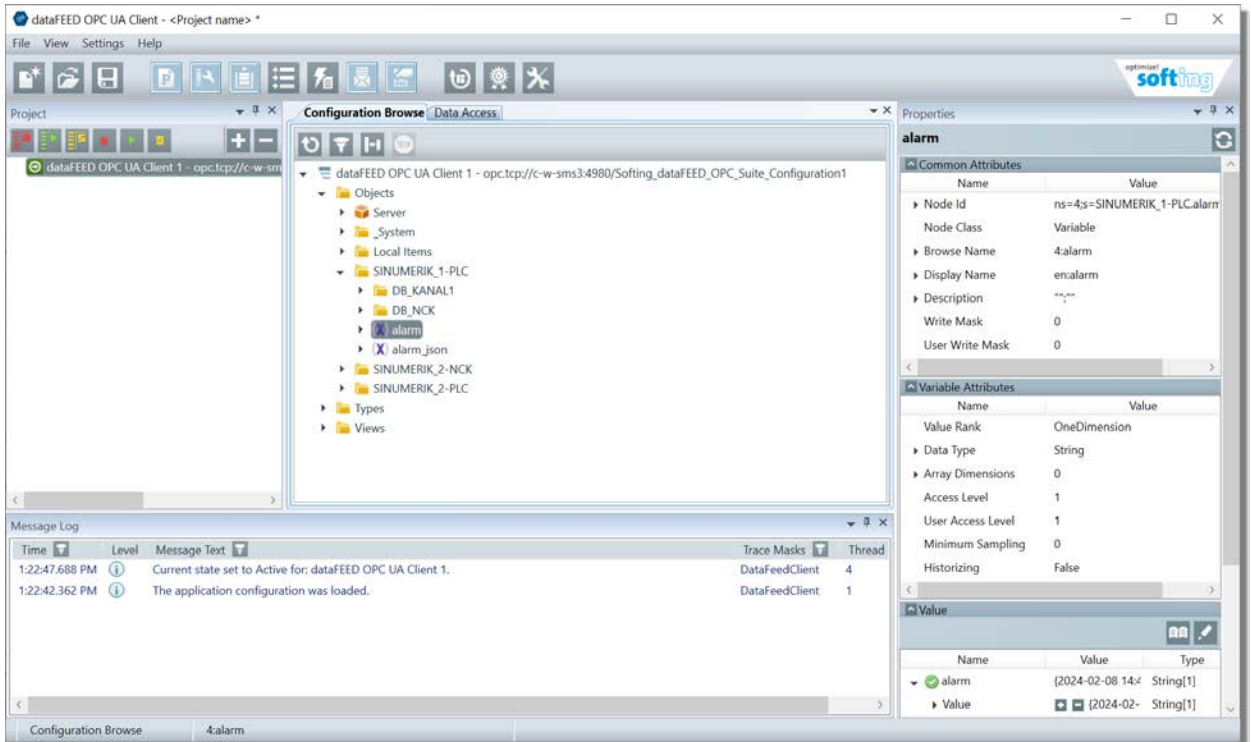 dataFEED OPC UA Client - <Project name> *
File View Settings Help
optimize!
softing
Project
dataFEED OPC UA Client 1 - opc.tcp://c-w-sm
Configuration Browse Data Access
dataFEED OPC UA Client 1 - opc.tcp://c-w-sms3:4980/Softing_dataFEED_OPC_Suite_Configuration1
Objects
Server
_System
Local Items
SINUMERIK_1-PLC
DB_KANAL1
DB_NCK
alarm
alarm_json
SINUMERIK_2-NCK
SINUMERIK_2-PLC
Types
Views
Properties
alarm
Common Attributes
Name Value
Node Id ns=4;s=SINUMERIK_1-PLC.alarm
Node Class Variable
Browse Name 4:alarm
Display Name en:alarm
Description "";""
Write Mask 0
User Write Mask 0
Variable Attributes
Name Value
Value Rank OneDimension
Data Type String
Array Dimensions 0
Access Level 1
User Access Level 1
Minimum Sampling 0
Historizing False
Value
Name Value Type
alarm {2024-02-08 14:4 String[1]
Value {2024-02- String[1]
Message Log
Time Level Message Text Trace Masks Thread
1:22:47.688 PM Current state set to Active for: dataFEED OPC UA Client 1. DataFeedClient 4
1:22:42.362 PM The application configuration was loaded. DataFeedClient 1
Configuration Browse 4:alarm